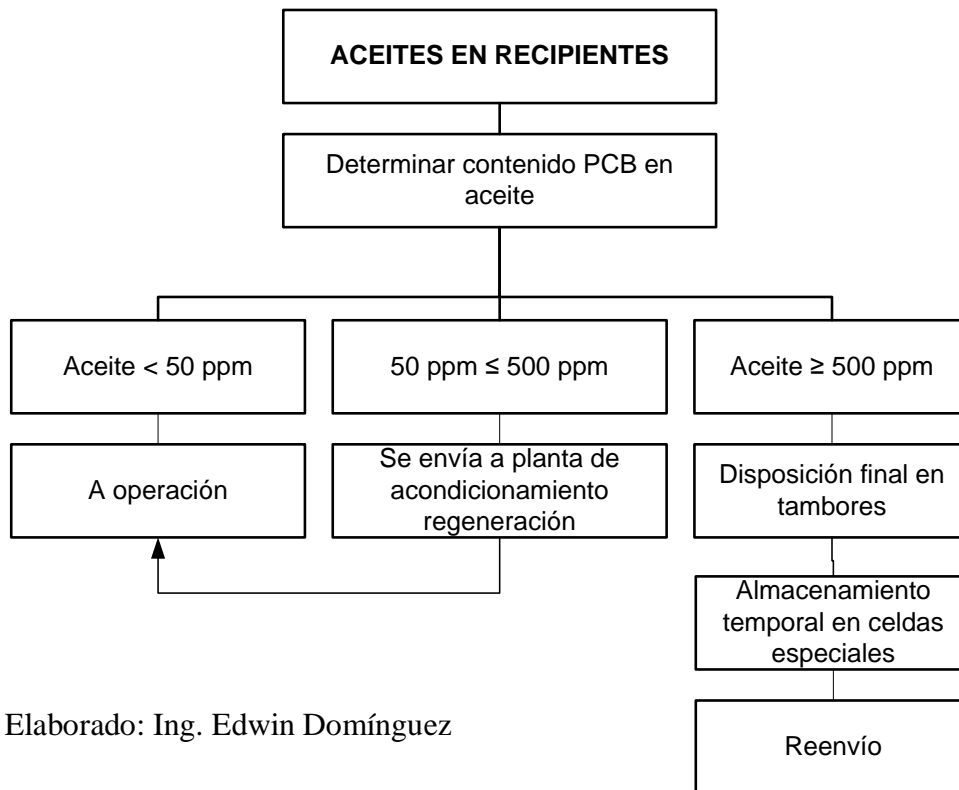 ACEITES EN RECIPIENTES
Determinar contenido PCB en
aceite
Aceite < 50 ppm
50 ppm ≤ 500 ppm
Aceite ≥ 500 ppm
A operación
Se envía a planta de
acondicionamiento
regeneración
Disposición final en
tambores
Almacenamiento
temporal en celdas
especiales
Reenvío
Elaborado: Ing. Edwin Domínguez